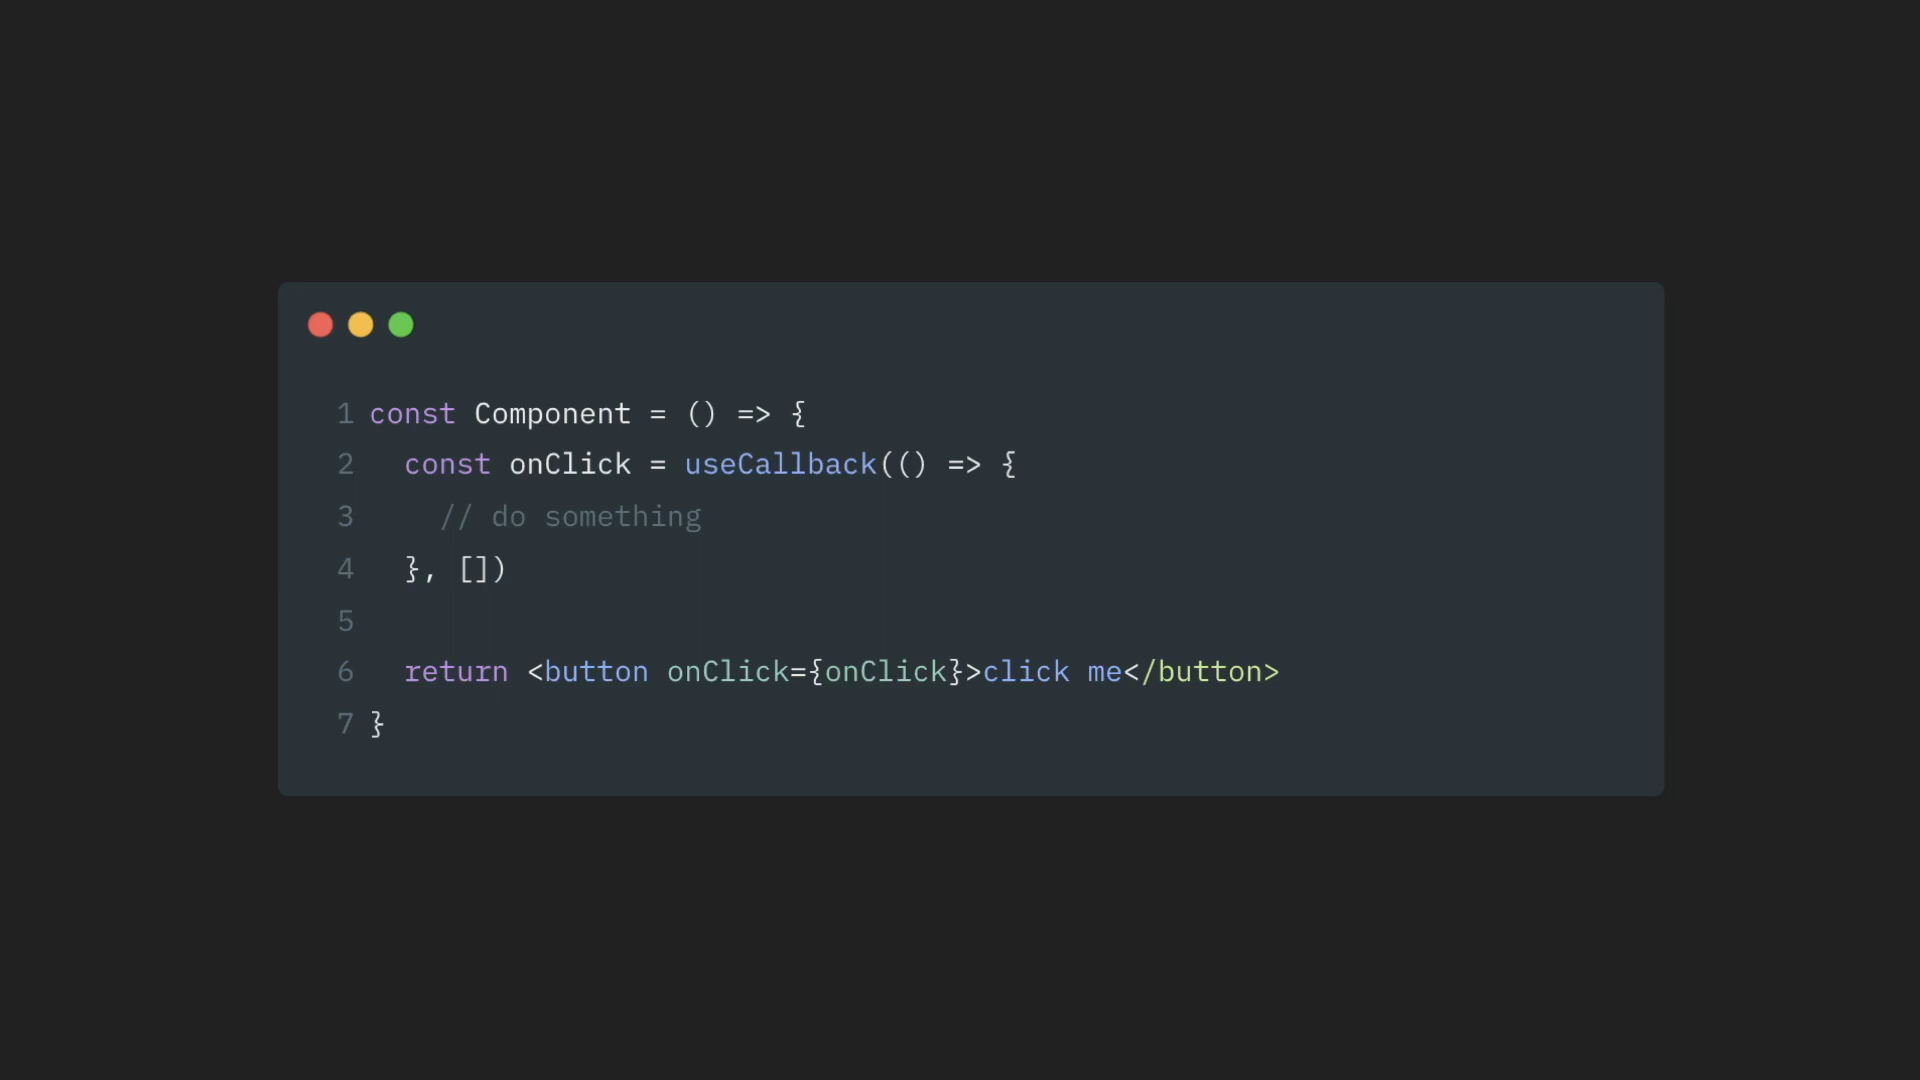 1 const Component = () => {
2   const onClick = useCallback(() => {
3     // do something
4   }, [])
5
6   return <button onClick={onClick}>click me</button>
7 }